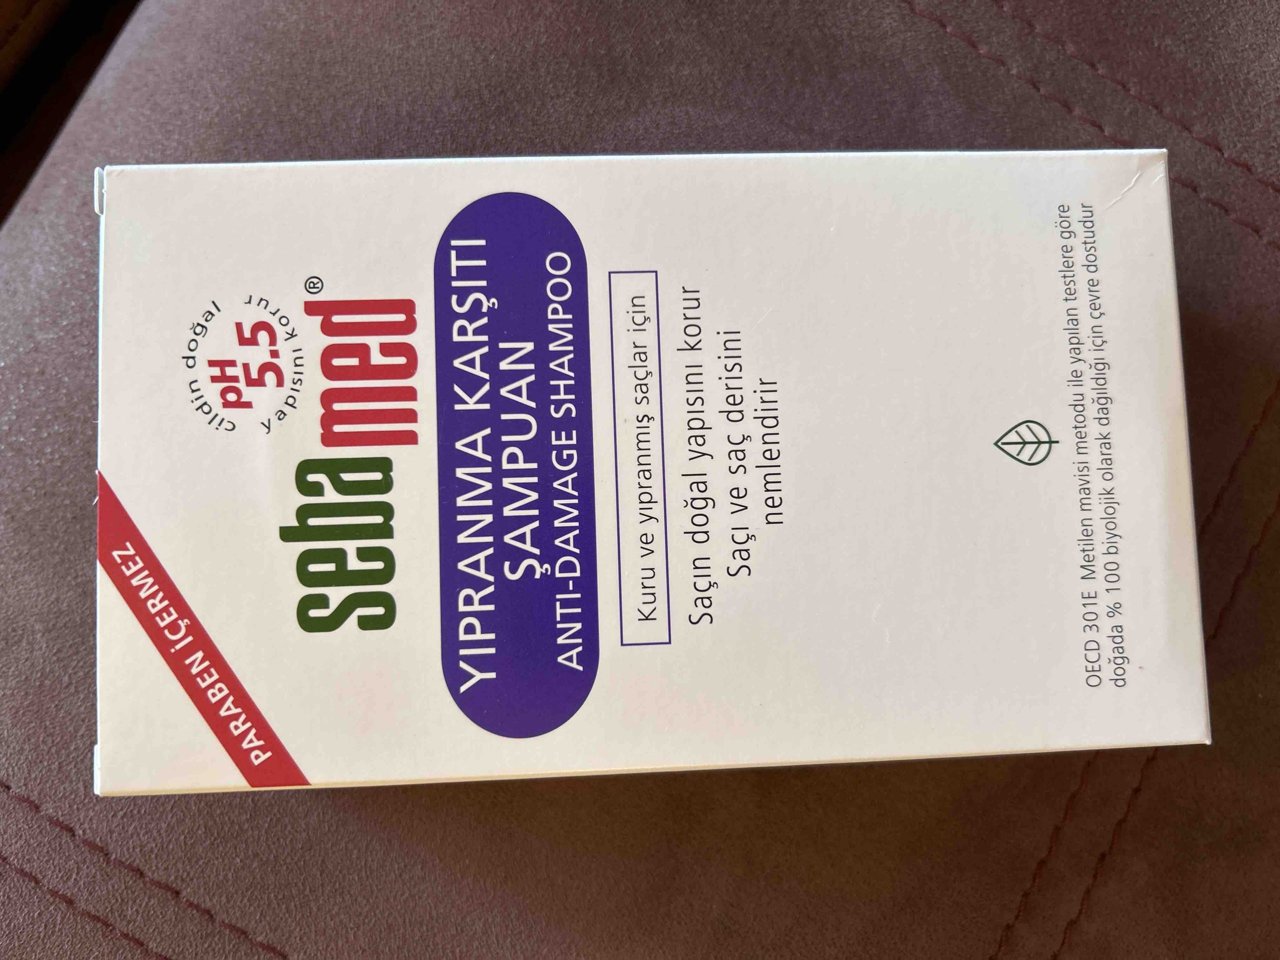 PARABEN İÇERMEZ
cildin doğal
pH
5.5
yapısını korur
sebamed®
YIPRANMA KARŞITI
ŞAMPUAN
ANTI-DAMAGE SHAMPOO
Kuru ve yıpranmış saçlar için
Saçın doğal yapısını korur
Saçı ve saç derisini
nemlendirir
OECD 301E Metilen mavisi metodu ile yapılan testlere göre
doğada % 100 biyolojik olarak dağıldığı için çevre dostudur